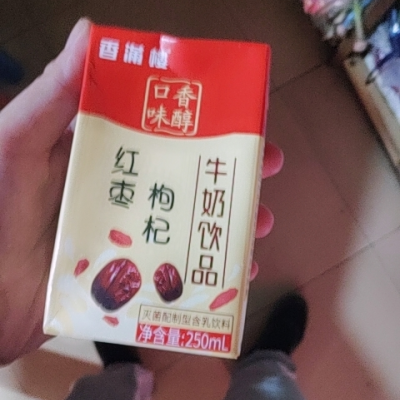 香满楼
口味
香醇
红枣
枸杞
牛奶饮品
灭菌配制型含乳饮料
净含量:250mL